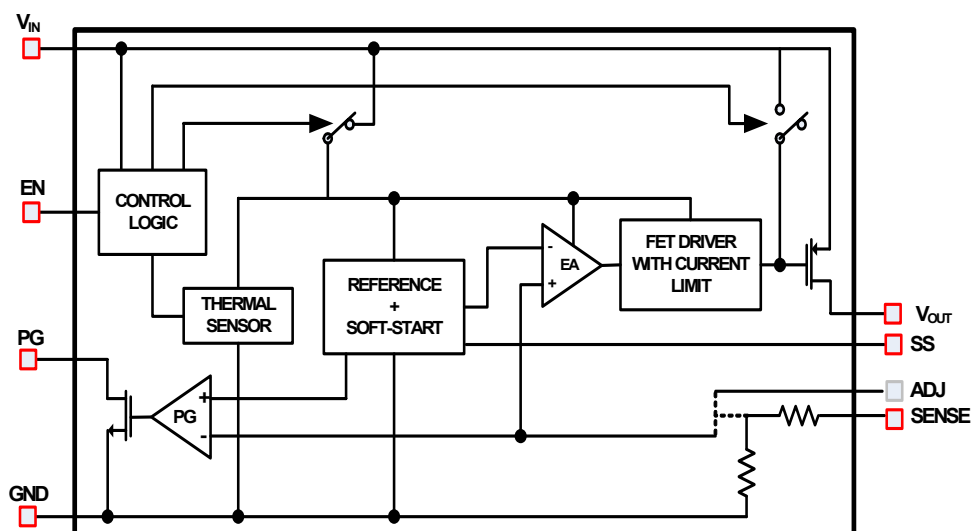 VIN
EN
CONTROL
LOGIC
THERMAL
SENSOR
REFERENCE
+
SOFT-START
-
EA
+
FET DRIVER
WITH CURRENT
LIMIT
VOUT
SS
PG
+
PG
-
ADJ
SENSE
GND